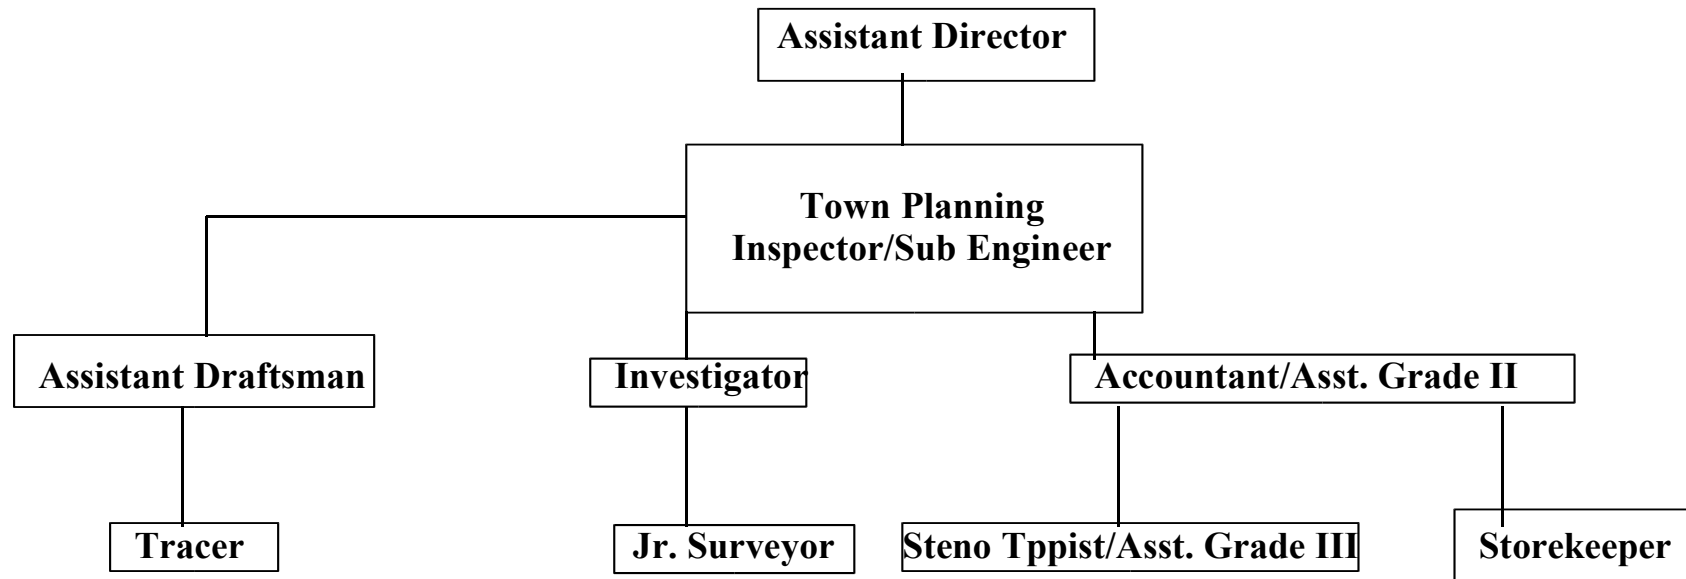 Assistant Director
Town Planning
Inspector/Sub Engineer
Assistant Draftsman
Investigator
Accountant/Asst. Grade II
Tracer
Jr. Surveyor
Steno Tppist/Asst. Grade III
Storekeeper